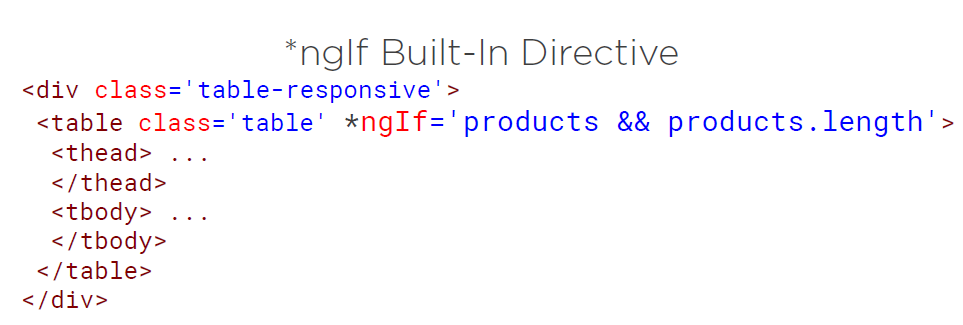 *ngIf Built-In Directive
<div class='table-responsive'>
<table class='table' *ngIf='products && products.length'>
<thead> ...
</thead>
<tbody> ...
</tbody>
</table>
</div>